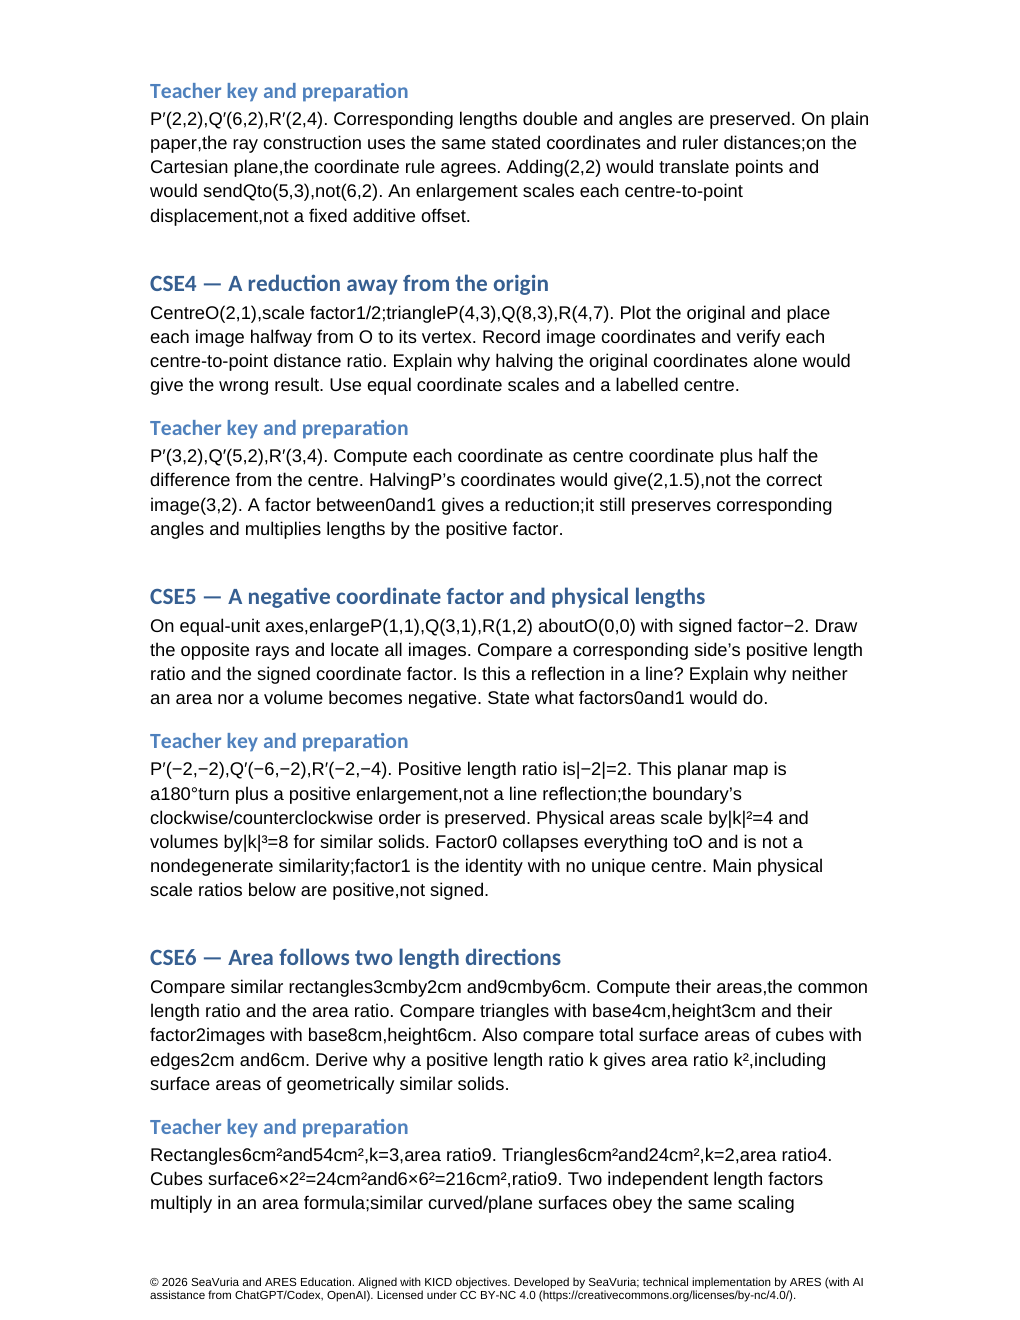 Teacher key and preparation
P′(2,2),Q′(6,2),R′(2,4). Corresponding lengths double and angles are preserved. On plain
paper,the ray construction uses the same stated coordinates and ruler distances;on the
Cartesian plane,the coordinate rule agrees. Adding(2,2) would translate points and
would sendQto(5,3),not(6,2). An enlargement scales each centre-to-point
displacement,not a fixed additive offset.
CSE4 — A reduction away from the origin
CentreO(2,1),scale factor1/2;triangleP(4,3),Q(8,3),R(4,7). Plot the original and place
each image halfway from O to its vertex. Record image coordinates and verify each
centre-to-point distance ratio. Explain why halving the original coordinates alone would
give the wrong result. Use equal coordinate scales and a labelled centre.
Teacher key and preparation
P′(3,2),Q′(5,2),R′(3,4). Compute each coordinate as centre coordinate plus half the
difference from the centre. HalvingP’s coordinates would give(2,1.5),not the correct
image(3,2). A factor between0and1 gives a reduction;it still preserves corresponding
angles and multiplies lengths by the positive factor.
CSE5 — A negative coordinate factor and physical lengths
On equal-unit axes,enlargeP(1,1),Q(3,1),R(1,2) aboutO(0,0) with signed factor−2. Draw
the opposite rays and locate all images. Compare a corresponding side’s positive length
ratio and the signed coordinate factor. Is this a reflection in a line? Explain why neither
an area nor a volume becomes negative. State what factors0and1 would do.
Teacher key and preparation
P′(−2,−2),Q′(−6,−2),R′(−2,−4). Positive length ratio is|−2|=2. This planar map is
a180°turn plus a positive enlargement,not a line reflection;the boundary’s
clockwise/counterclockwise order is preserved. Physical areas scale by|k|²=4 and
volumes by|k|³=8 for similar solids. Factor0 collapses everything toO and is not a
nondegenerate similarity;factor1 is the identity with no unique centre. Main physical
scale ratios below are positive,not signed.
CSE6 — Area follows two length directions
Compare similar rectangles3cmby2cm and9cmby6cm. Compute their areas,the common
length ratio and the area ratio. Compare triangles with base4cm,height3cm and their
factor2images with base8cm,height6cm. Also compare total surface areas of cubes with
edges2cm and6cm. Derive why a positive length ratio k gives area ratio k²,including
surface areas of geometrically similar solids.
Teacher key and preparation
Rectangles6cm²and54cm²,k=3,area ratio9. Triangles6cm²and24cm²,k=2,area ratio4.
Cubes surface6×2²=24cm²and6×6²=216cm²,ratio9. Two independent length factors
multiply in an area formula;similar curved/plane surfaces obey the same scaling
© 2026 SeaVuria and ARES Education. Aligned with KICD objectives. Developed by SeaVuria; technical implementation by ARES (with AI
assistance from ChatGPT/Codex, OpenAI). Licensed under CC BY-NC 4.0 (https://creativecommons.org/licenses/by-nc/4.0/).